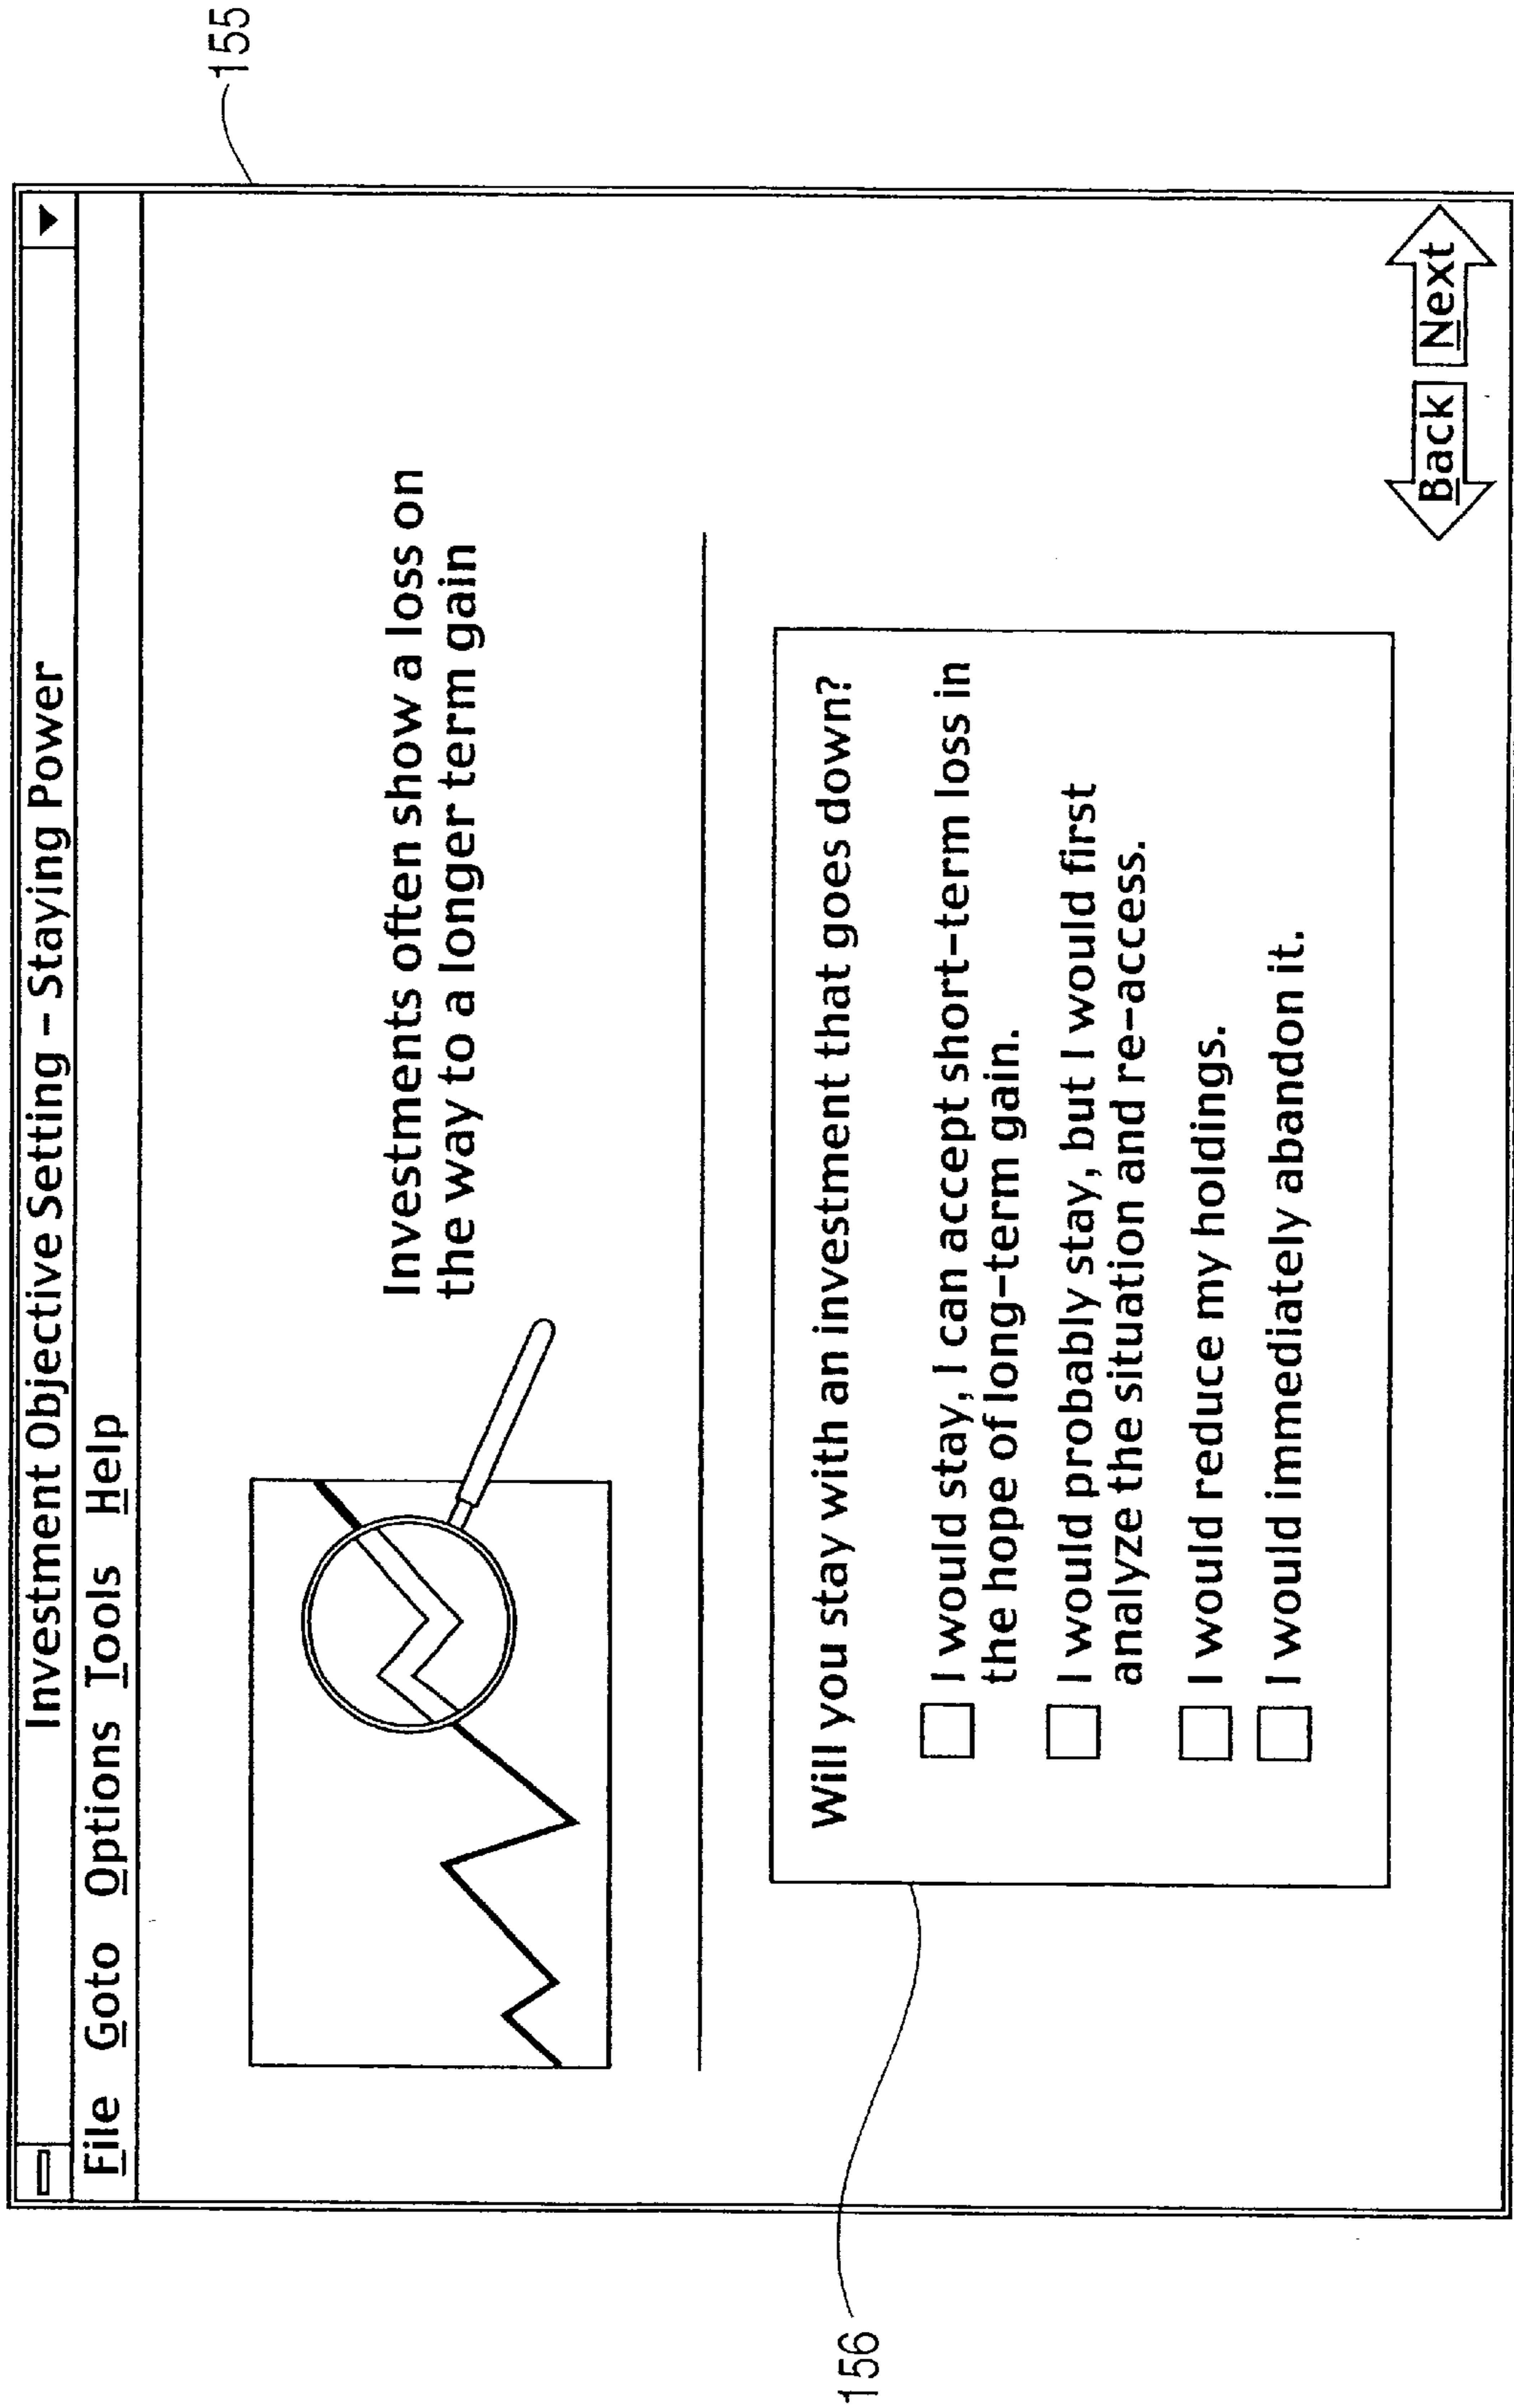 155
Investment Objective Setting – Staying Power
File Goto Options Tools Help
Investments often show a loss on
the way to a longer term gain
Will you stay with an investment that goes down?
I would stay, I can accept short-term loss in
the hope of long-term gain.
I would probably stay, but I would first
analyze the situation and re-access.
I would reduce my holdings.
I would immediately abandon it.
Back Next
156